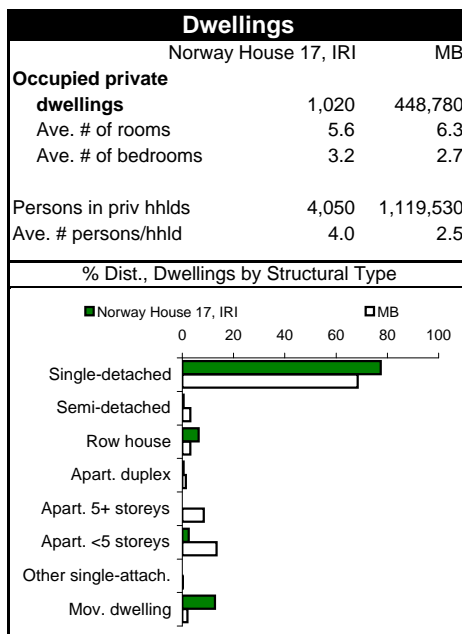 Dwellings
Norway House 17, IRI MB
Occupied private
dwellings 1,020 448,780
Ave. # of rooms 5.6 6.3
Ave. # of bedrooms 3.2 2.7
Persons in priv hhlds 4,050 1,119,530
Ave. # persons/hhld 4.0 2.5
% Dist., Dwellings by Structural Type
Norway House 17, IRI MB
0 20 40 60 80 100
Single-detached
Semi-detached
Row house
Apart. duplex
Apart. 5+ storeys
Apart. <5 storeys
Other single-attach.
Mov. dwelling